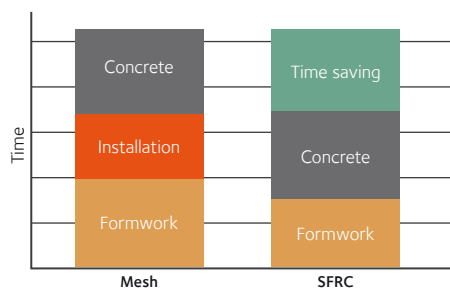 Time
Concrete
Installation
Formwork
Mesh
Time saving
Concrete
Formwork
SFRC